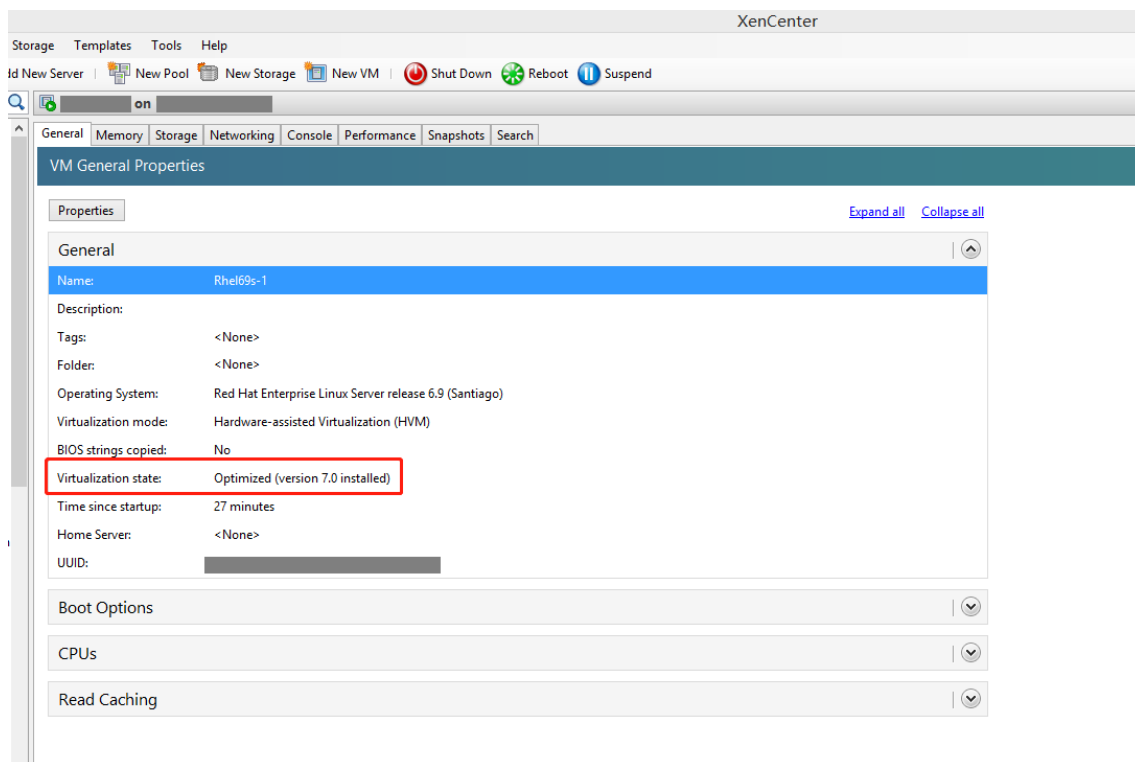 XenCenter
Storage Templates Tools Help
dd New Server New Pool New Storage New VM Shut Down Reboot Suspend
on
General Memory Storage Networking Console Performance Snapshots Search
VM General Properties
Properties Expand all Collapse all
General
Name: Rhel69s-1
Description:
Tags: <None>
Folder: <None>
Operating System: Red Hat Enterprise Linux Server release 6.9 (Santiago)
Virtualization mode: Hardware-assisted Virtualization (HVM)
BIOS strings copied: No
Virtualization state: Optimized (version 7.0 installed)
Time since startup: 27 minutes
Home Server: <None>
UUID:
Boot Options
CPUs
Read Caching